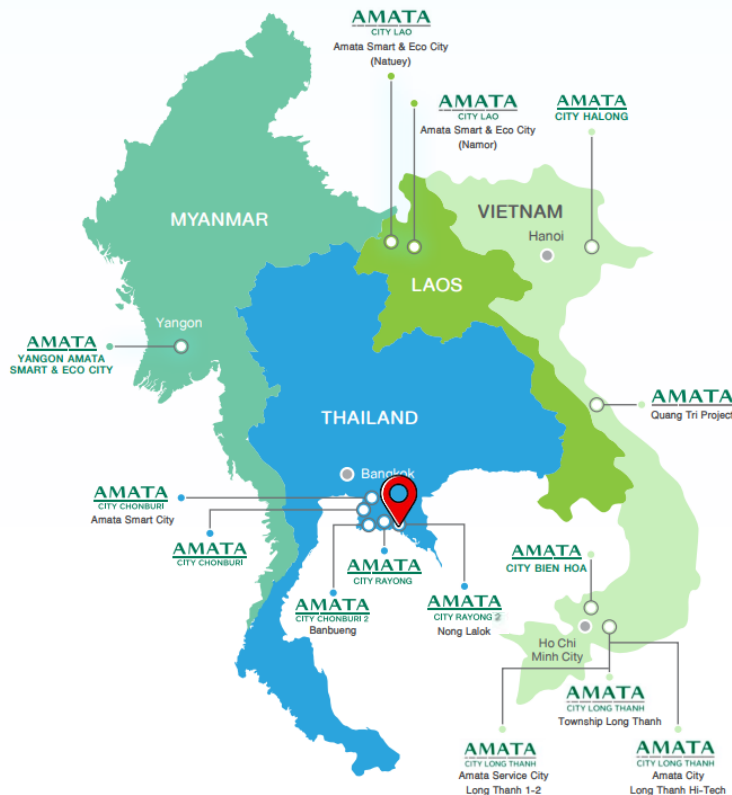 AMATA
CITY LAO
Amata Smart & Eco City
(Natuey)
AMATA
CITY LAO
Amata Smart & Eco City
(Namor)
AMATA
CITY HALONG
MYANMAR
VIETNAM
Hanoi
LAOS
Yangon
AMATA
YANGON AMATA
SMART & ECO CITY
AMATA
Quang Tri Project
THAILAND
Bangkok
AMATA
CITY CHONBURI
Amata Smart City
AMATA
CITY CHONBURI
AMATA
CITY RAYONG
AMATA
CITY CHONBURI 2
Banbueng
AMATA
CITY RAYONG 2
Nong Lalok
AMATA
CITY BIEN HOA
Ho Chi
Minh City
AMATA
CITY LONG THANH
Township Long Thanh
AMATA
CITY LONG THANH
Amata Service City
Long Thanh 1-2
AMATA
CITY LONG THANH
Amata City
Long Thanh Hi-Tech